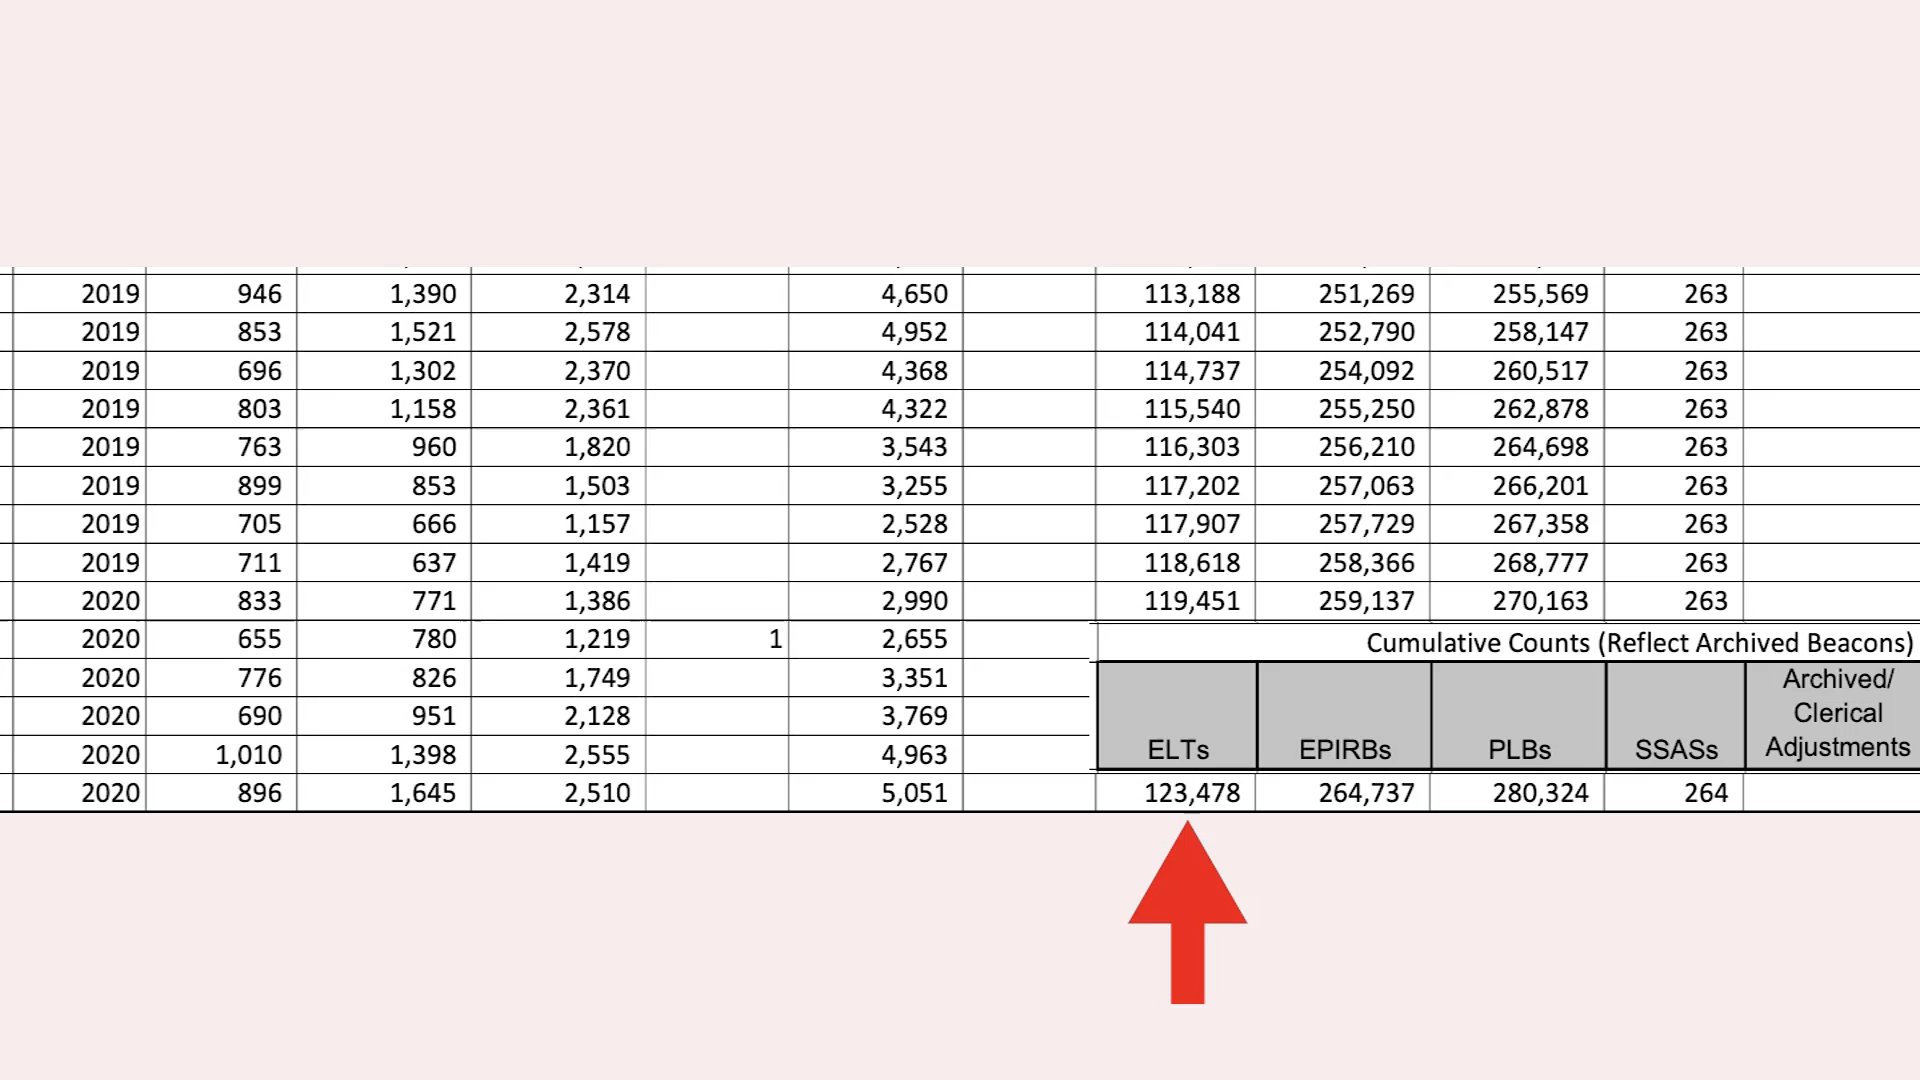 2019 946 1,390 2,314 4,650 113,188 251,269 255,569 263
2019 853 1,521 2,578 4,952 114,041 252,790 258,147 263
2019 696 1,302 2,370 4,368 114,737 254,092 260,517 263
2019 803 1,158 2,361 4,322 115,540 255,250 262,878 263
2019 763 960 1,820 3,543 116,303 256,210 264,698 263
2019 899 853 1,503 3,255 117,202 257,063 266,201 263
2019 705 666 1,157 2,528 117,907 257,729 267,358 263
2019 711 637 1,419 2,767 118,618 258,366 268,777 263
2020 833 771 1,386 2,990 119,451 259,137 270,163 263
2020 655 780 1,219 1 2,655 Cumulative Counts (Reflect Archived Beacons)
2020 776 826 1,749 3,351 Archived/
2020 690 951 2,128 3,769 Clerical
2020 1,010 1,398 2,555 4,963 ELTs EPIRBs PLBs SSASs Adjustments
2020 896 1,645 2,510 5,051 123,478 264,737 280,324 264